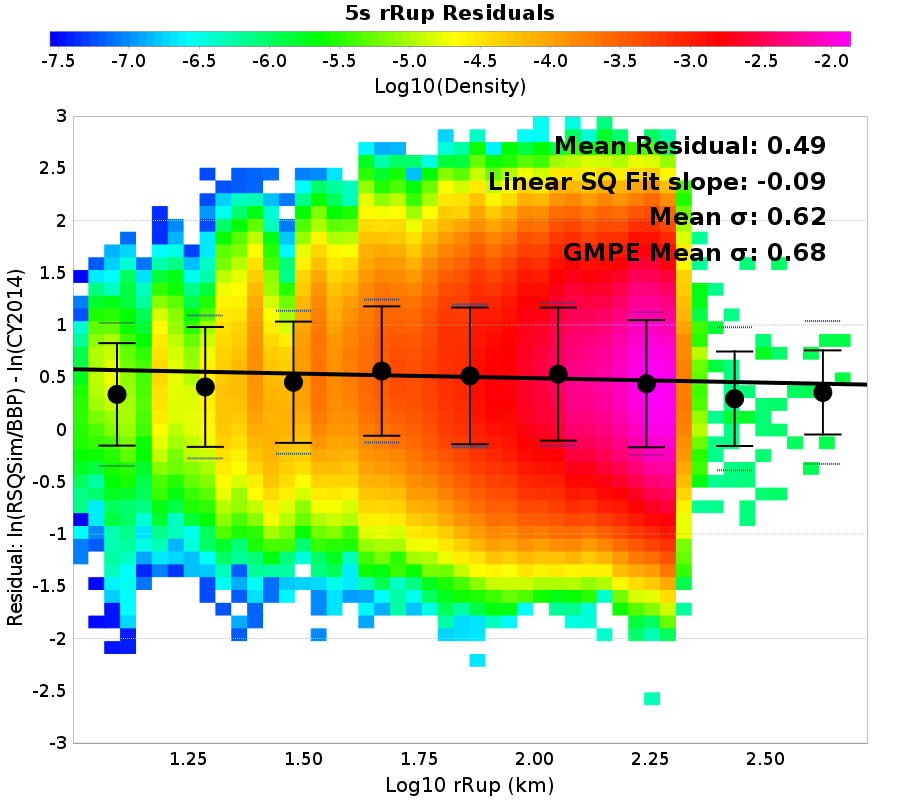 5s rRup Residuals
-7.5 -7.0 -6.5 -6.0 -5.5 -5.0 -4.5 -4.0 -3.5 -3.0 -2.5 -2.0
Log10(Density)
Mean Residual: 0.49
Linear SQ Fit slope: -0.09
Mean σ: 0.62
GMPE Mean σ: 0.68
Residual: ln(RSQSim/BBP) - ln(CY2014)
3
2.5
2
1.5
1
0.5
0
-0.5
-1
-1.5
-2
-2.5
-3
1.25 1.50 1.75 2.00 2.25 2.50
Log10 rRup (km)